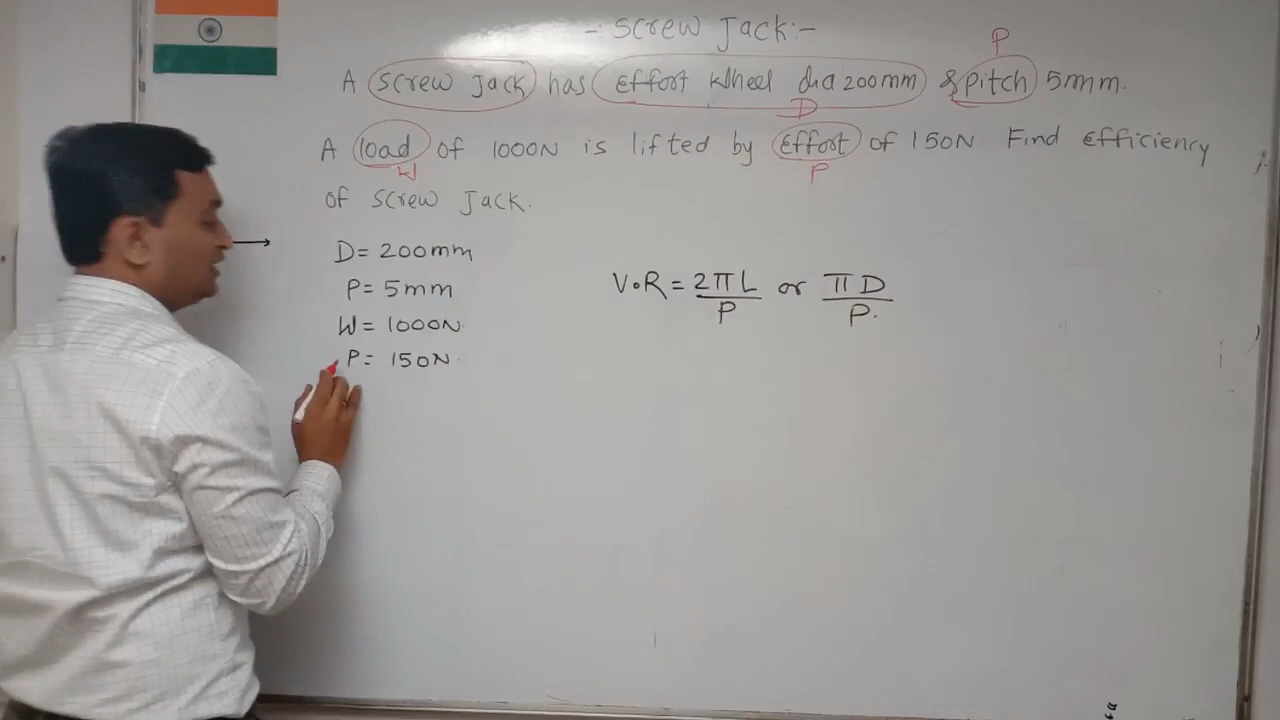 -: Screw Jack:-
P
A screw jack has effort wheel dia 200mm & pitch 5mm.
D
A load of 1000N is lifted by effort of 150N. Find efficiency
W P
of screw jack.
D= 200mm
P= 5mm
W= 1000N.
P= 150N.
V.R = 2πL/P or πD/P.